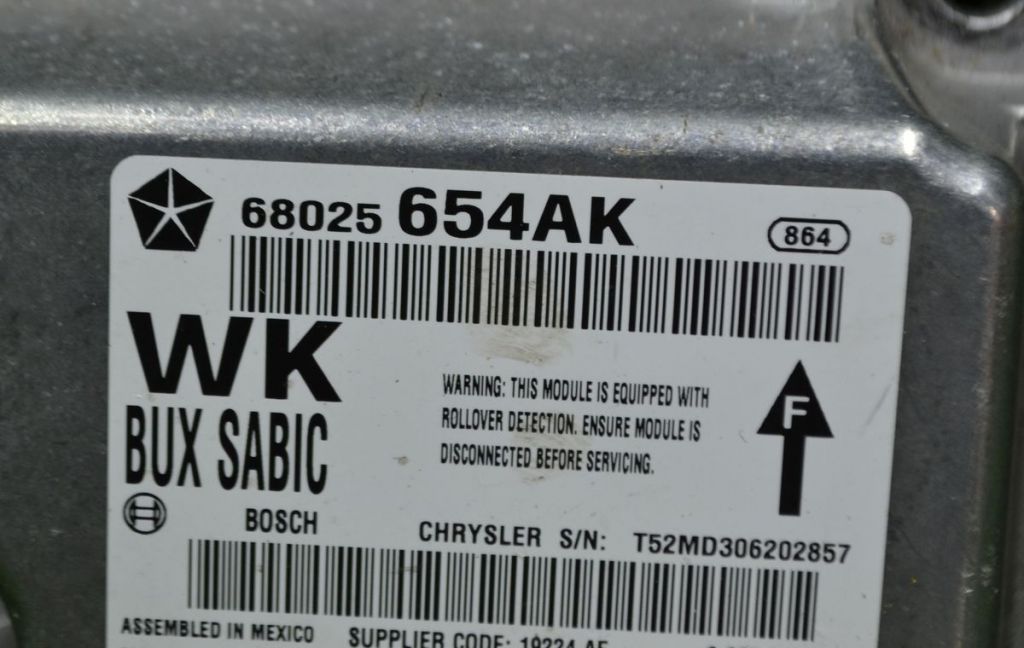 68025 654AK
864
WK
BUX SABIC
WARNING: THIS MODULE IS EQUIPPED WITH
ROLLOVER DETECTION. ENSURE MODULE IS
DISCONNECTED BEFORE SERVICING.
F
BOSCH
CHRYSLER S/N: T52MD306202857
ASSEMBLED IN MEXICO
SUPPLIER CODE: